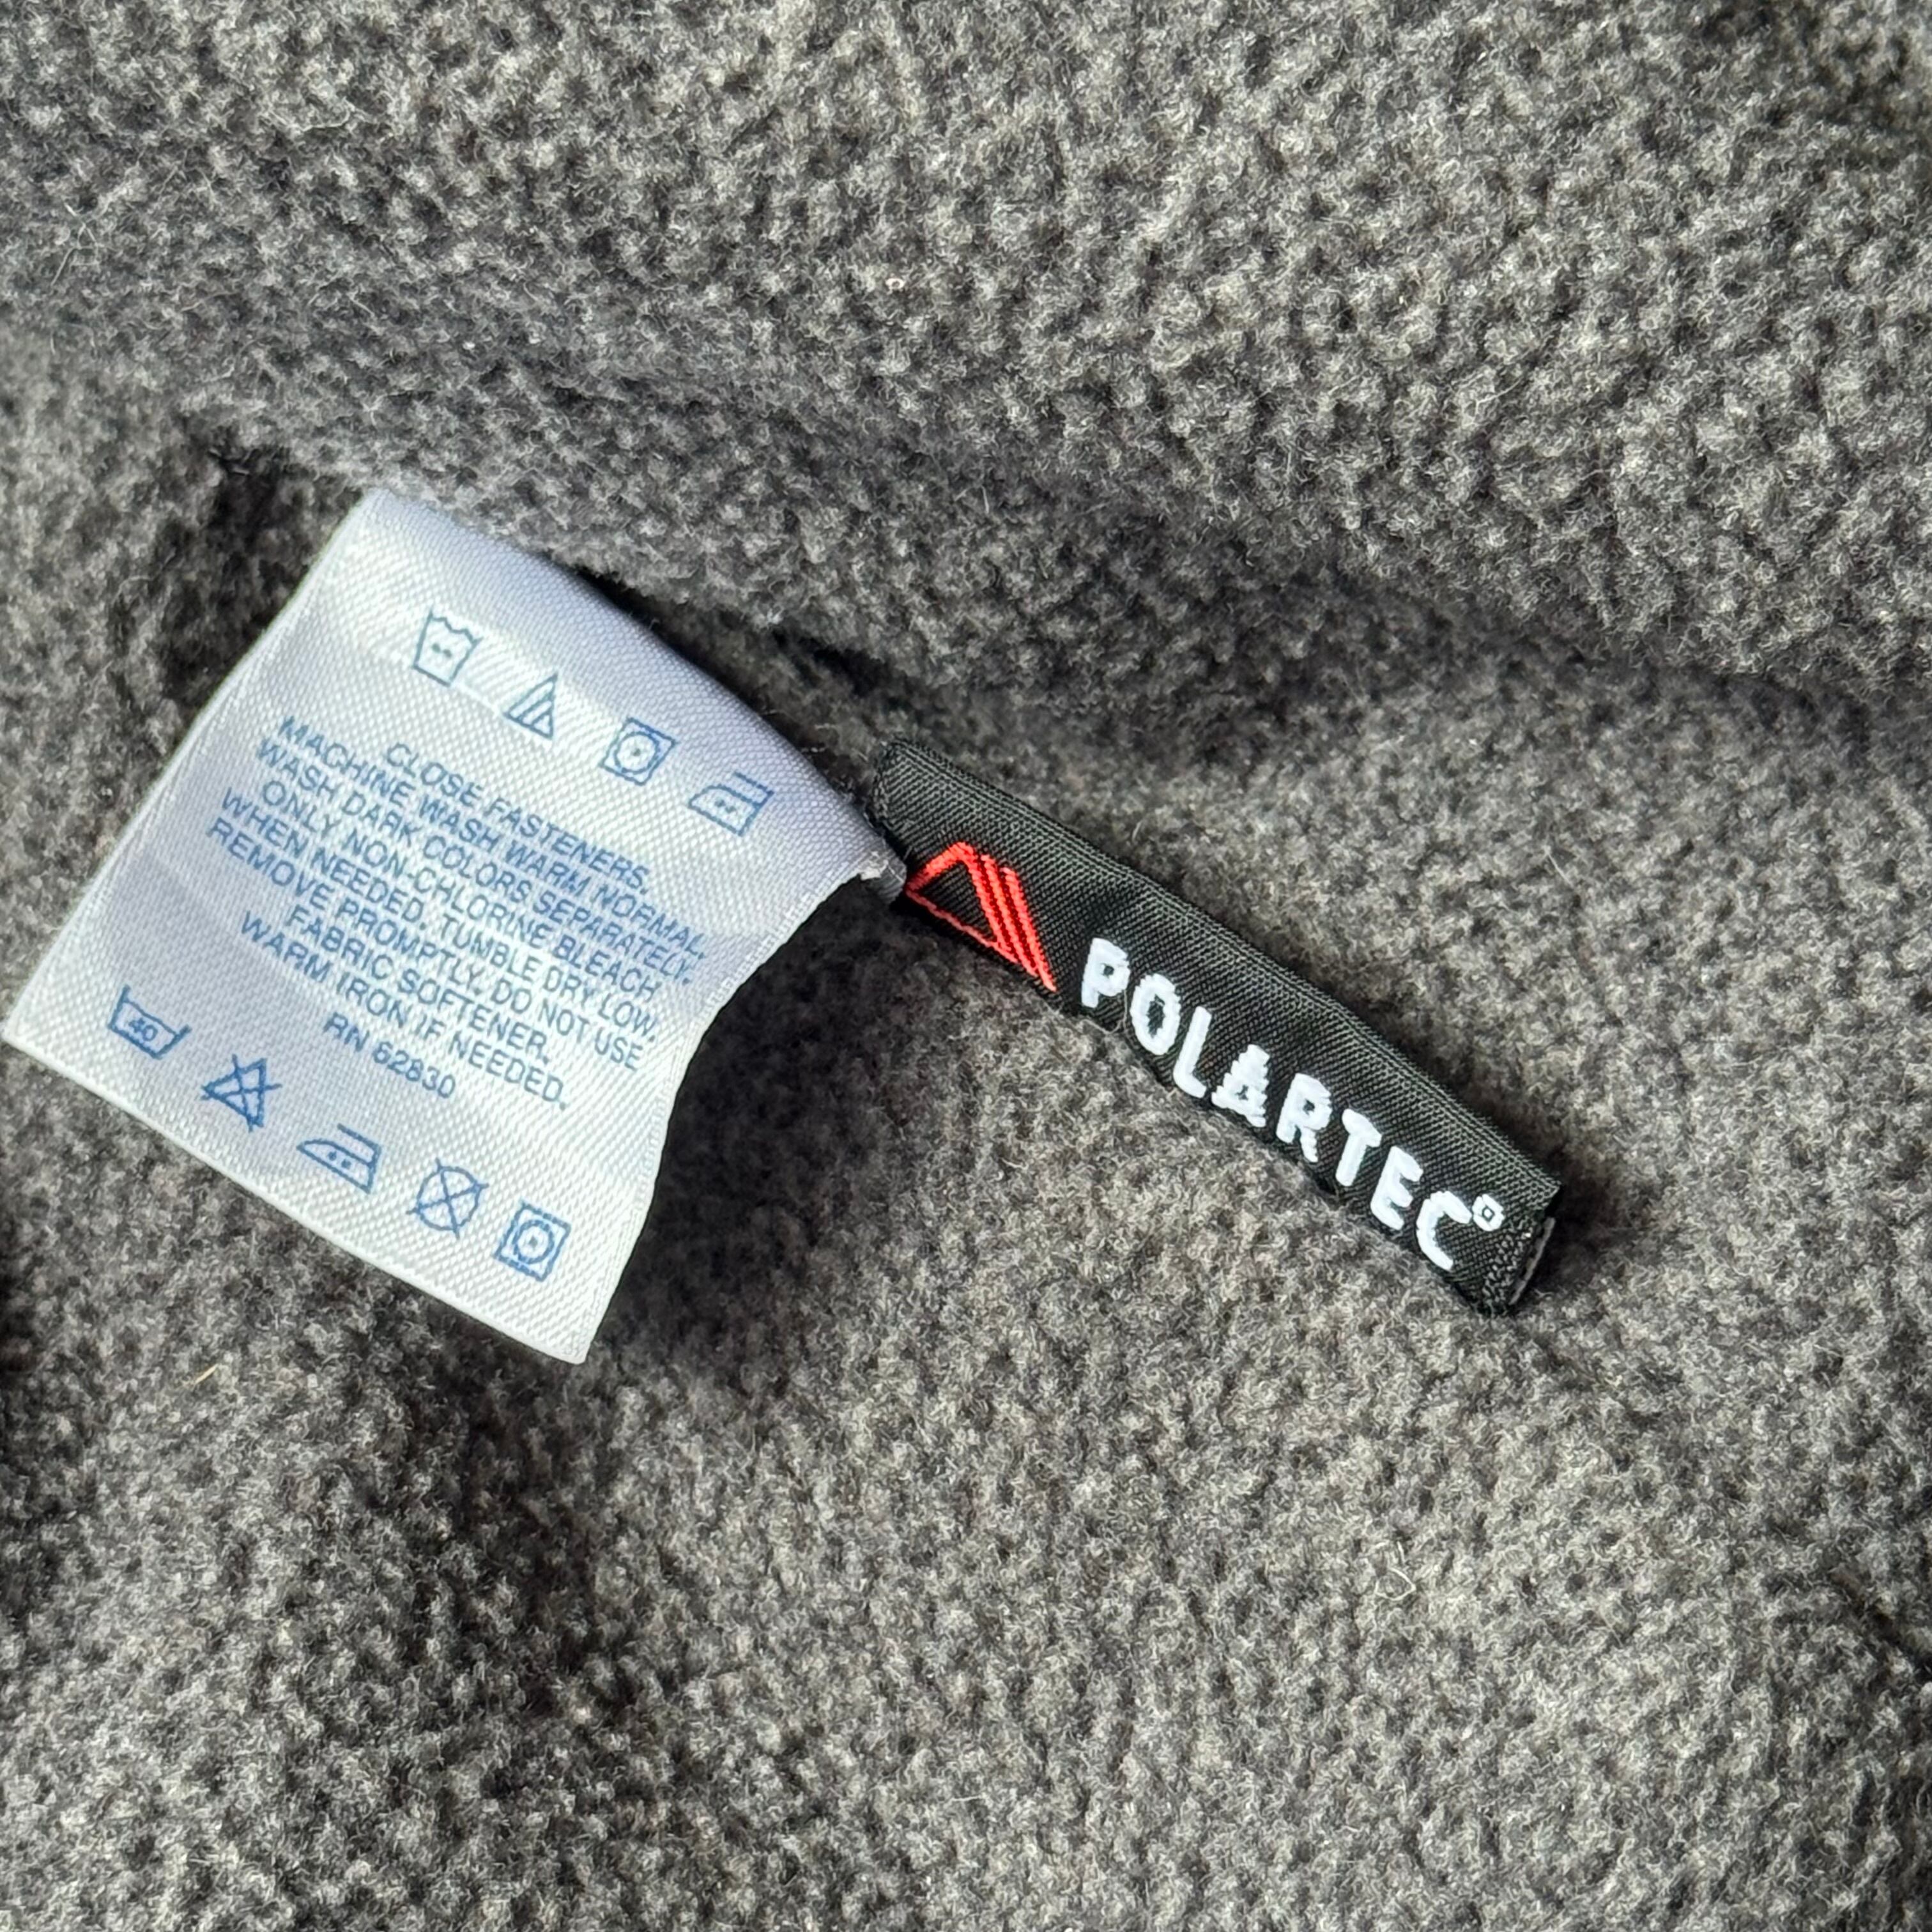 CLOSE FASTENERS.
MACHINE WASH WARM NORMAL
WASH DARK COLORS SEPARATELY.
ONLY NON-CHLORINE BLEACH
WHEN NEEDED. TUMBLE DRY LOW.
REMOVE PROMPTLY. DO NOT USE
FABRIC SOFTENER.
WARM IRON IF NEEDED.
RN 62830
40
POLARTEC